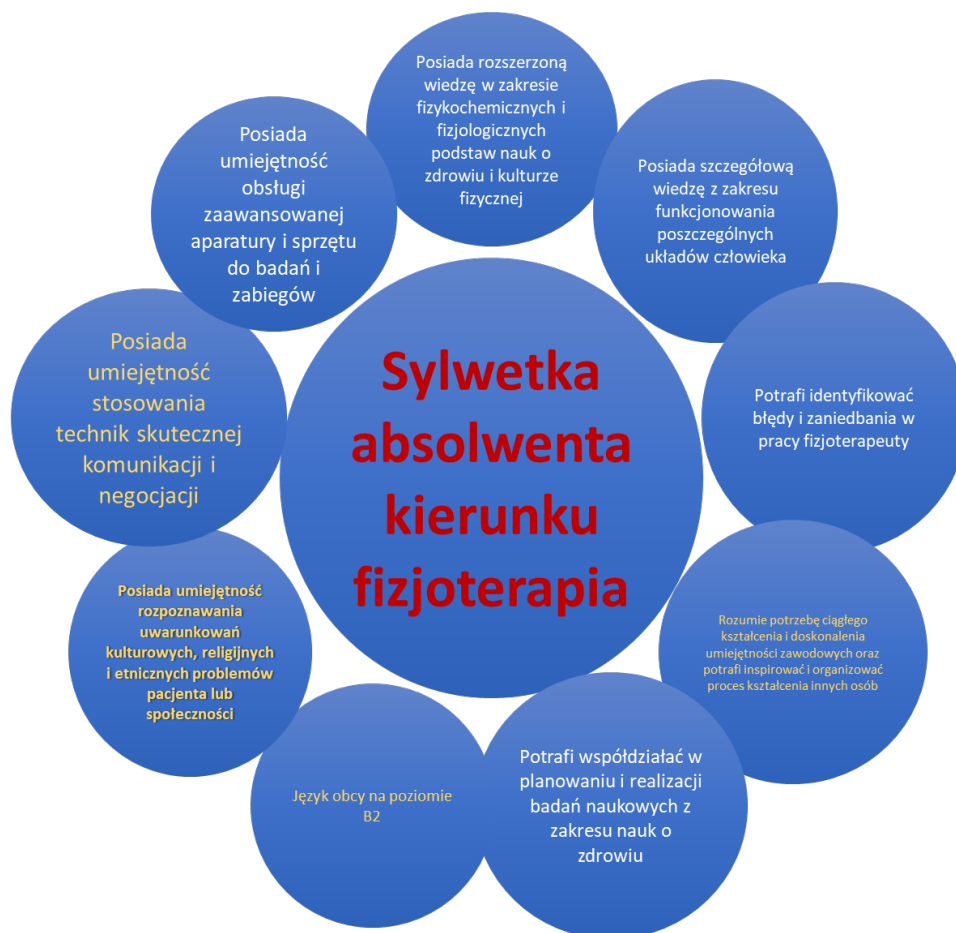 Posiada rozszerzoną
wiedzę w zakresie
fizykochemicznych i
fizjologicznych
podstaw nauk o
zdrowiu i kulturze
fizycznej
Posiada szczegółową
wiedzę z zakresu
funkcjonowania
poszczególnych
układów człowieka
Potrafi identyfikować
błędy i zaniedbania w
pracy fizjoterapeuty
Rozumie potrzebę ciągłego
kształcenia i doskonalenia
umiejętności zawodowych oraz
potrafi inspirować i organizować
proces kształcenia innych osób
Potrafi współdziałać w
planowaniu i realizacji
badań naukowych z
zakresu nauk o
zdrowiu
Język obcy na poziomie
B2
Posiada umiejętność
rozpoznawania
uwarunkowań
kulturowych, religijnych
i etnicznych problemów
pacjenta lub
społeczności
Posiada
umiejętność
stosowania
technik skutecznej
komunikacji i
negocjacji
Posiada
umiejętność
obsługi
zaawansowanej
aparatury i sprzętu
do badań i
zabiegów
Sylwetka
absolwenta
kierunku
fizjoterapia